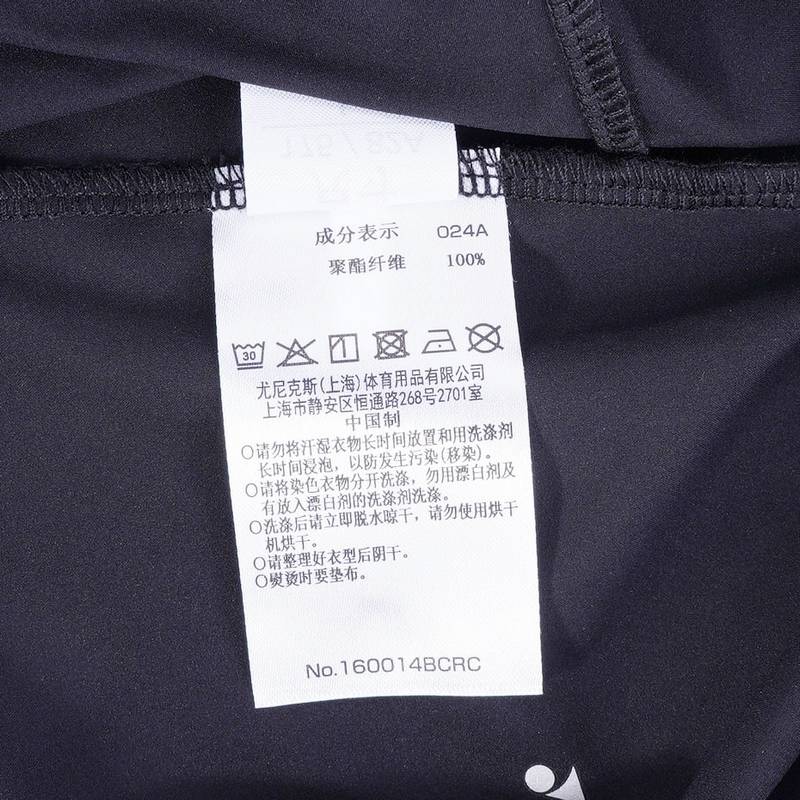 175 / 82A
成分表示 024A
聚酯纤维 100%
30
尤尼克斯(上海)体育用品有限公司
上海市静安区恒通路268号2701室
中国制
○请勿将汗湿衣物长时间放置和用洗涤剂
长时间浸泡，以防发生污染(移染)。
○请将染色衣物分开洗涤，勿用漂白剂及
有放入漂白剂的洗涤剂洗涤。
○洗涤后请立即脱水晾干，请勿使用烘干
机烘干。
○请整理好衣型后阴干。
○熨烫时要垫布。
No.160014BCRC